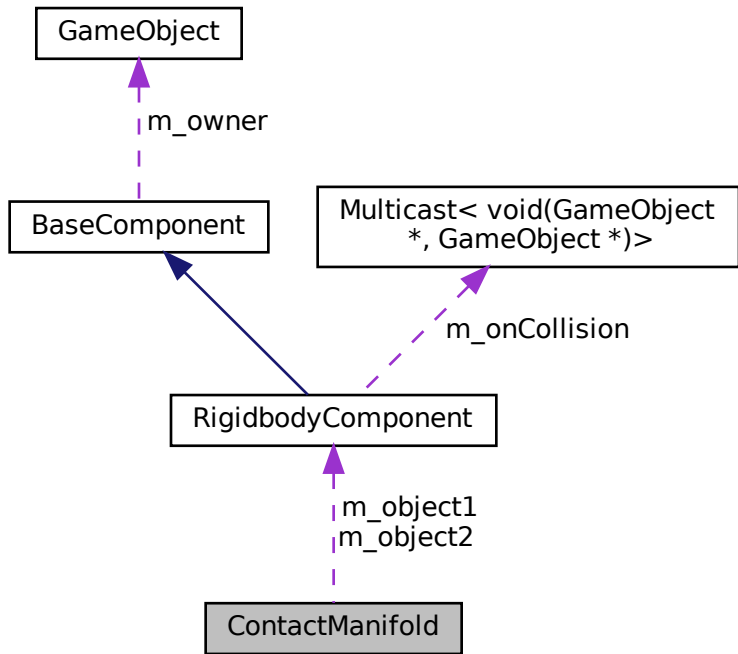 GameObject
m_owner
BaseComponent
Multicast< void(GameObject
*, GameObject *)>
m_onCollision
RigidbodyComponent
m_object1
m_object2
ContactManifold